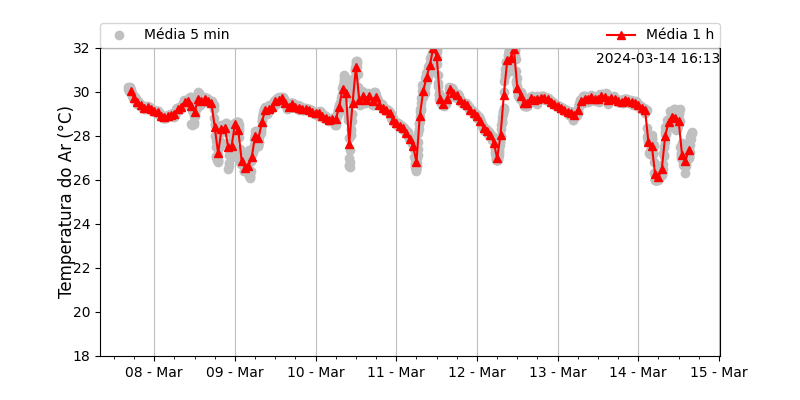 Média 5 min
Média 1 h
2024-03-14 16:13
Temperatura do Ar (°C)
32
30
28
26
24
22
20
18
08 - Mar
09 - Mar
10 - Mar
11 - Mar
12 - Mar
13 - Mar
14 - Mar
15 - Mar